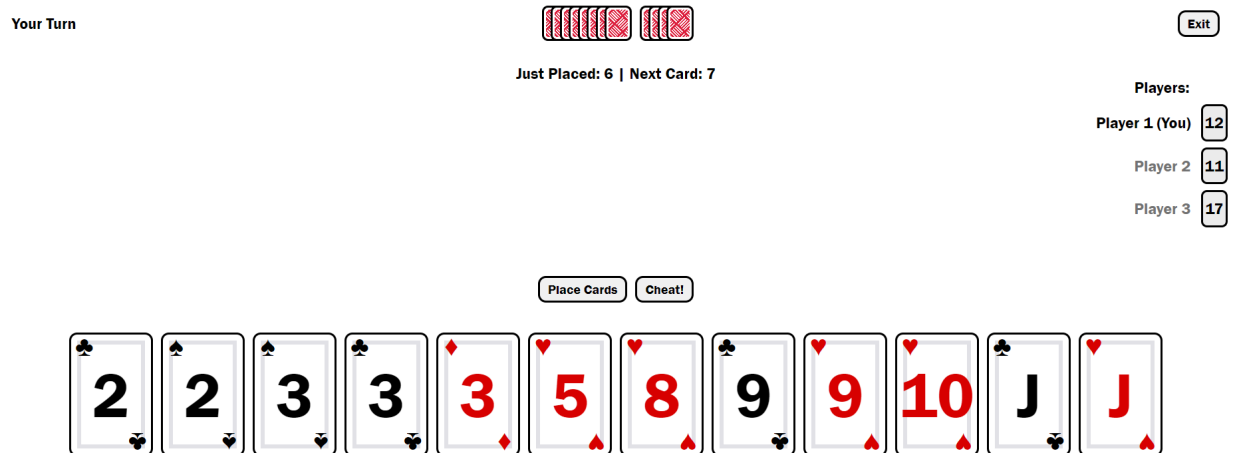 Your Turn
Exit
Just Placed: 6 | Next Card: 7
Players:
Player 1 (You) 12
Player 2 11
Player 3 17
Place Cards Cheat!
2 2 3 3 3 5 8 9 9 10 J J